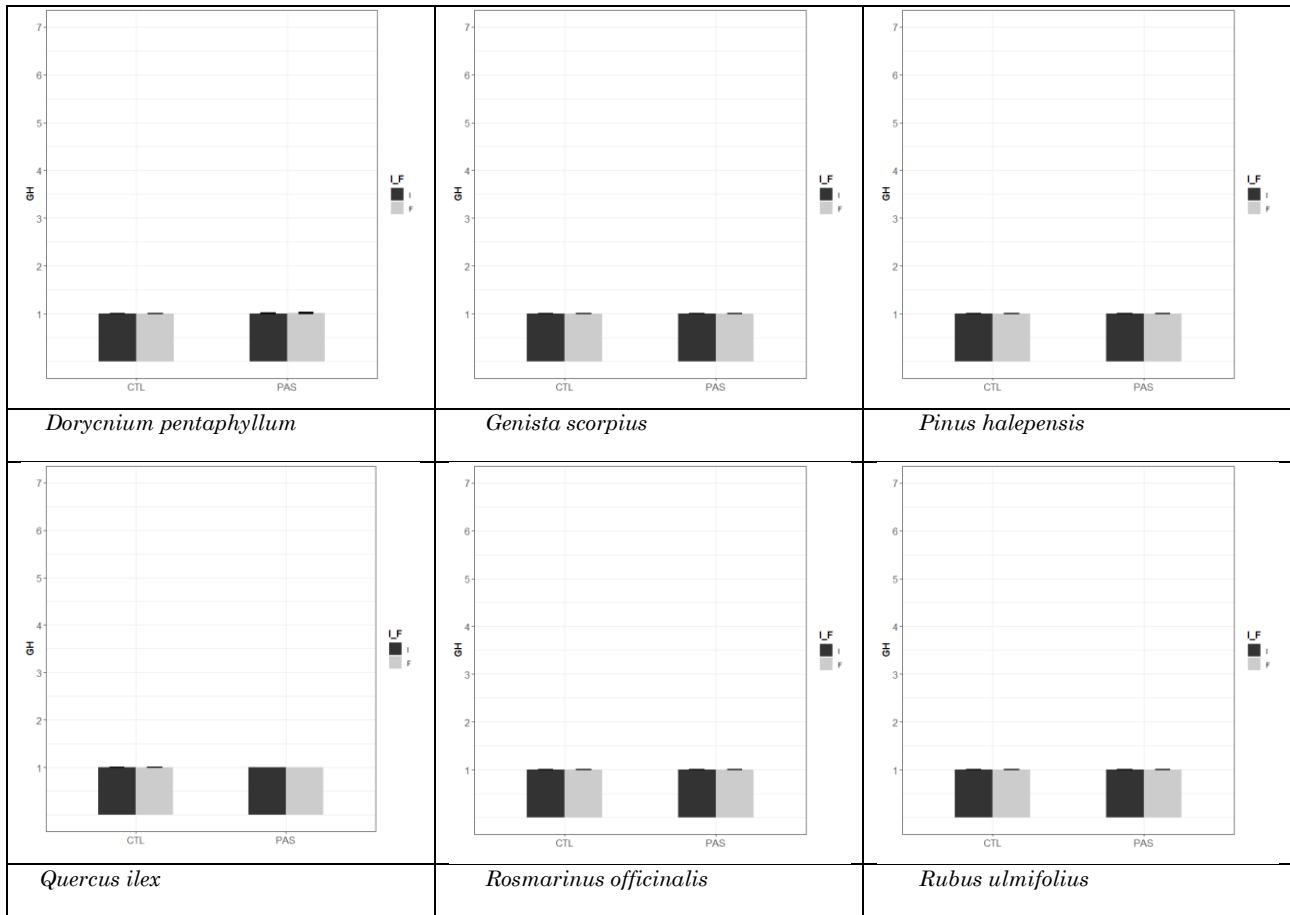 7
6
5
4
3
2
1
GH
CTL PAS
I_F
I
F
7
6
5
4
3
2
1
GH
CTL PAS
I_F
I
F
7
6
5
4
3
2
1
GH
CTL PAS
I_F
I
F
Dorycnium pentaphyllum
Genista scorpius
Pinus halepensis
7
6
5
4
3
2
1
GH
CTL PAS
I_F
I
F
7
6
5
4
3
2
1
GH
CTL PAS
I_F
I
F
7
6
5
4
3
2
1
GH
CTL PAS
I_F
I
F
Quercus ilex
Rosmarinus officinalis
Rubus ulmifolius